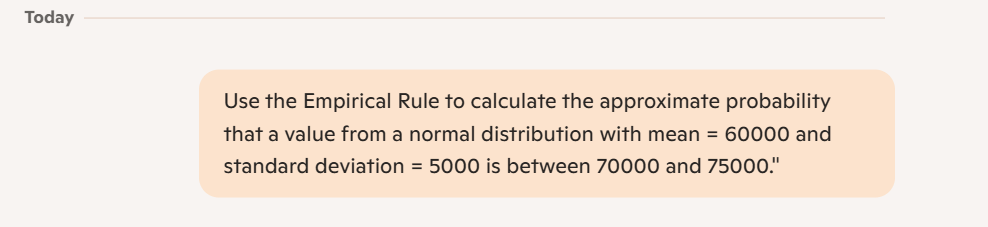 Today
Use the Empirical Rule to calculate the approximate probability
that a value from a normal distribution with mean = 60000 and
standard deviation = 5000 is between 70000 and 75000."